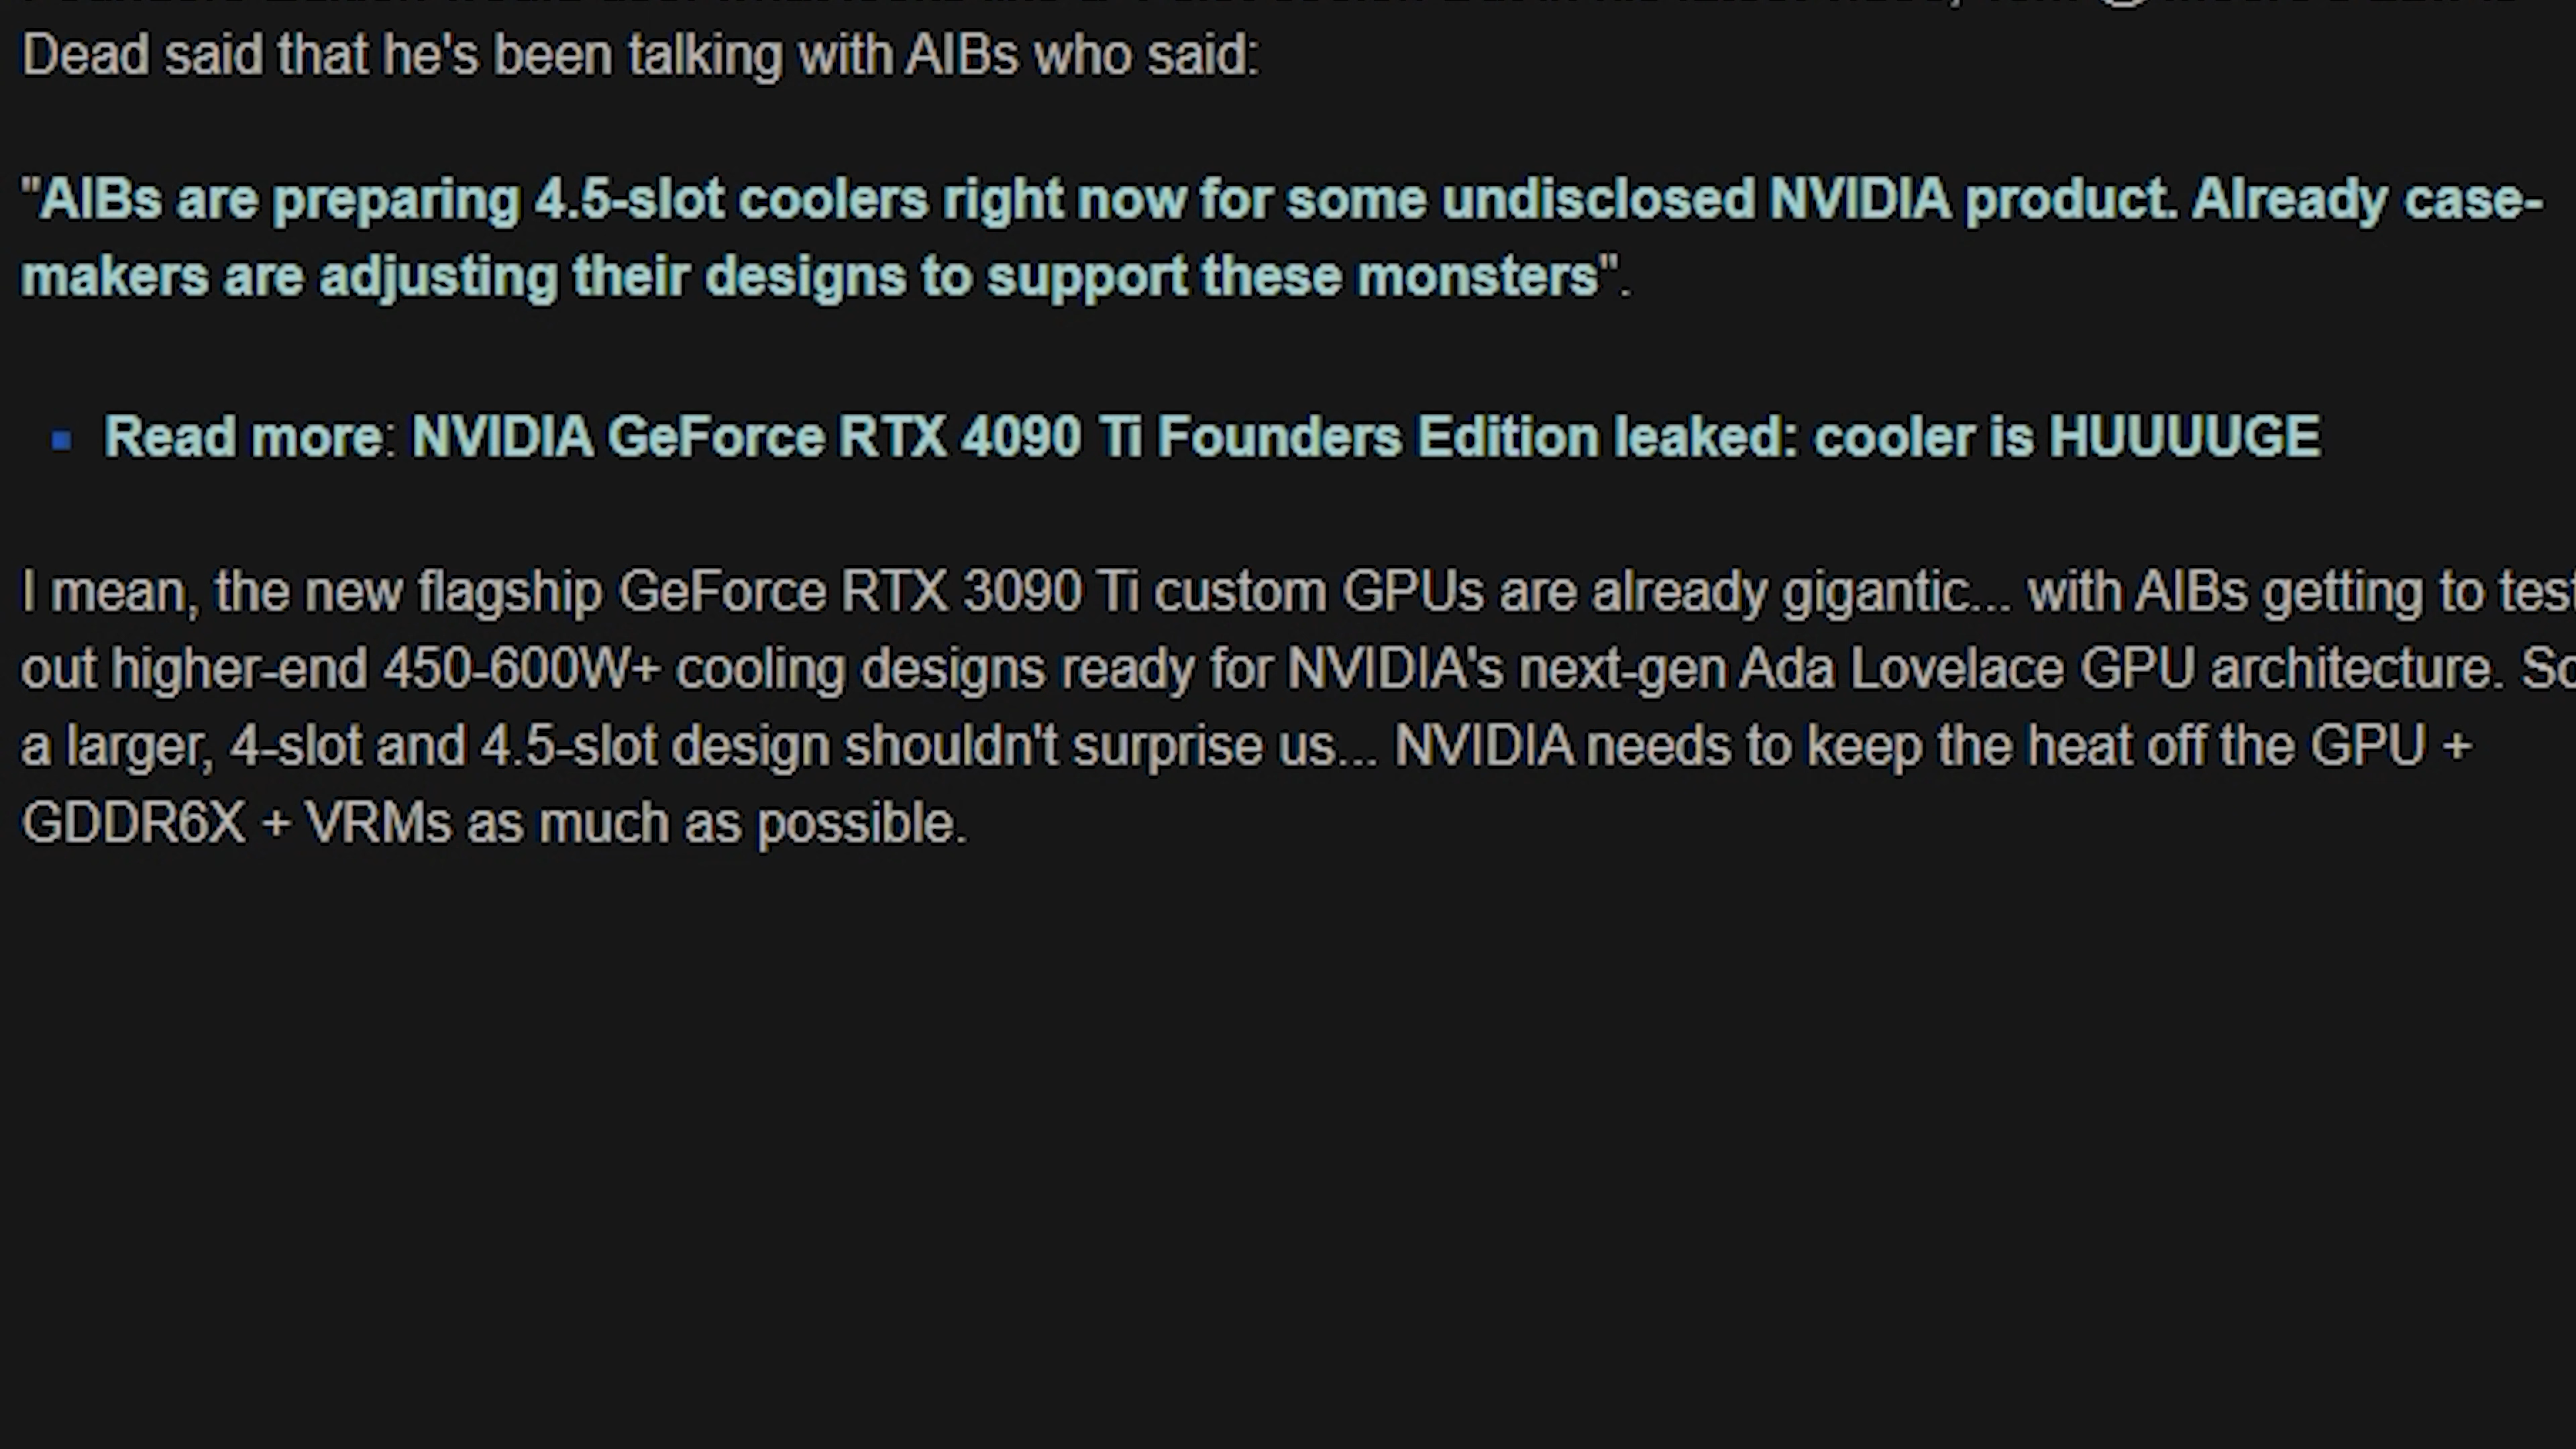 Dead said that he's been talking with AIBs who said:
"AIBs are preparing 4.5-slot coolers right now for some undisclosed NVIDIA product. Already case-
makers are adjusting their designs to support these monsters".
Read more: NVIDIA GeForce RTX 4090 Ti Founders Edition leaked: cooler is HUUUUGE
I mean, the new flagship GeForce RTX 3090 Ti custom GPUs are already gigantic... with AIBs getting to test
out higher-end 450-600W+ cooling designs ready for NVIDIA's next-gen Ada Lovelace GPU architecture. So
a larger, 4-slot and 4.5-slot design shouldn't surprise us... NVIDIA needs to keep the heat off the GPU +
GDDR6X + VRMs as much as possible.